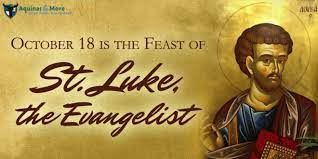 Aquinas & More
October 18 is the Feast of
St. Luke,
the Evangelist